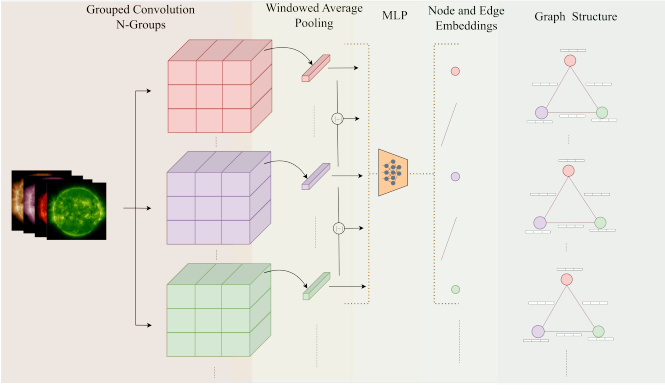 Grouped Convolution
N-Groups
Windowed Average
Pooling
MLP
Node and Edge
Embeddings
Graph Structure